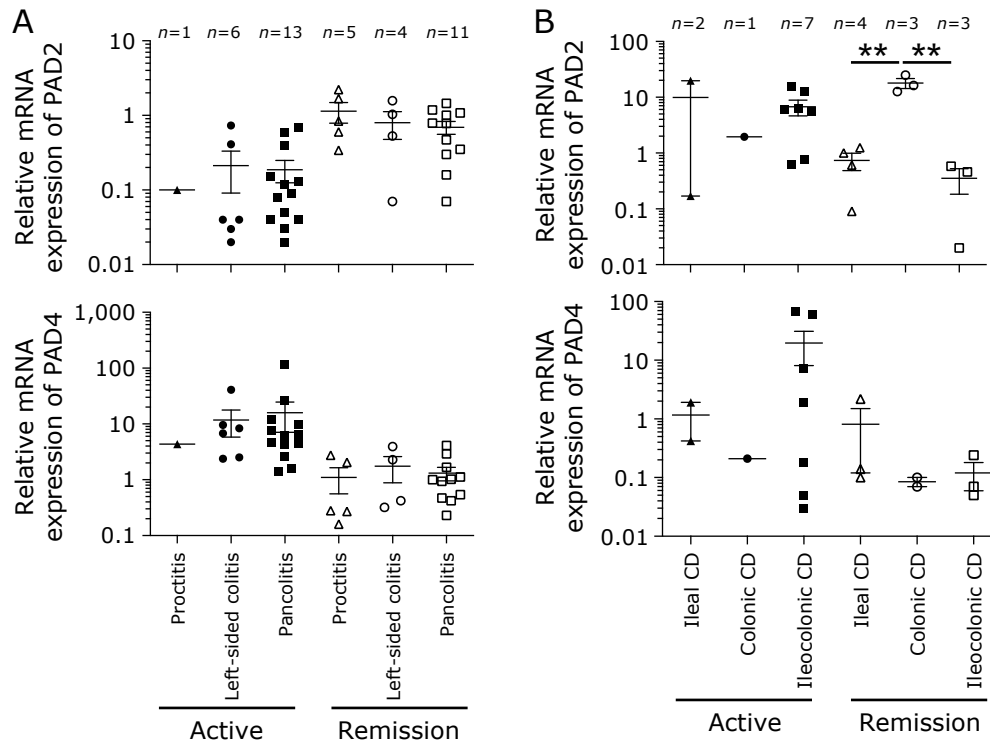 A
n=1 n=6 n=13 n=5 n=4 n=11
Relative mRNA
expression of PAD2
10
1
0.1
0.01
Relative mRNA
expression of PAD4
1,000
100
10
1
0.1
Proctitis
Left-sided colitis
Pancolitis
Proctitis
Left-sided colitis
Pancolitis
Active
Remission
B
n=2 n=1 n=7 n=4 n=3 n=3
** **
Relative mRNA
expression of PAD2
100
10
1
0.1
0.01
Relative mRNA
expression of PAD4
100
10
1
0.1
0.01
Ileal CD
Colonic CD
Ileocolonic CD
Ileal CD
Colonic CD
Ileocolonic CD
Active
Remission